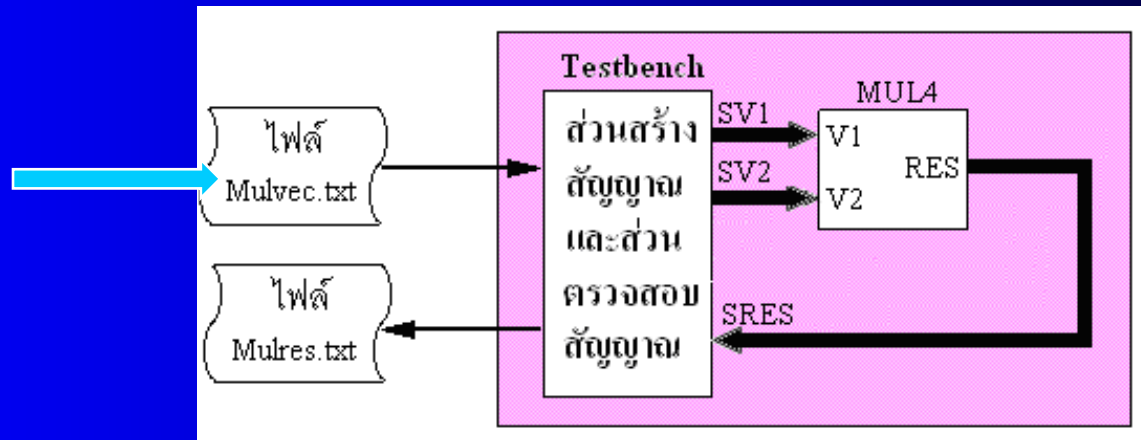 Testbench
ไฟล์
Mulvec.txt
ไฟล์
Mulres.txt
ส่วนสร้าง
สัญญาณ
และส่วน
ตรวจสอบ
สัญญาณ
SV1
SV2
SRES
MUL4
V1
V2
RES